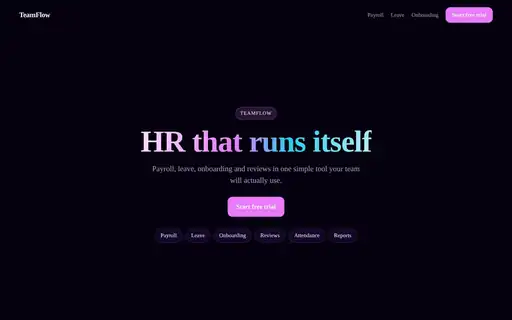 TeamFlow
Payroll Leave Onboarding Start free trial
TEAMFLOW
HR that runs itself
Payroll, leave, onboarding and reviews in one simple tool your team
will actually use.
Start free trial
Payroll Leave Onboarding Reviews Attendance Reports